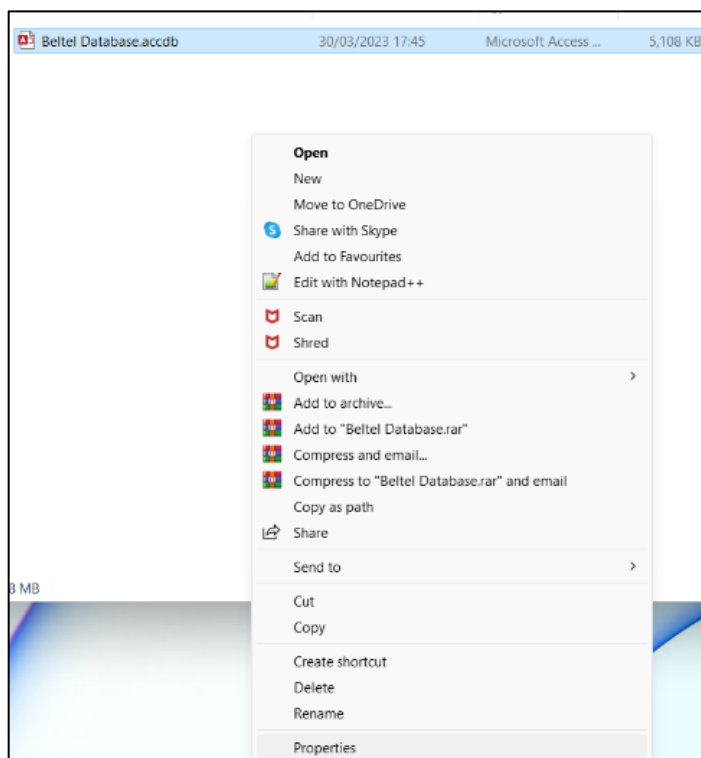 Beltel Database.accdb 30/03/2023 17:45 Microsoft Access ... 5,108 KB
Open
New
Move to OneDrive
Share with Skype
Add to Favourites
Edit with Notepad++
Scan
Shred
Open with
Add to archive...
Add to "Beltel Database.rar"
Compress and email...
Compress to "Beltel Database.rar" and email
Copy as path
Share
Send to
8 MB
Cut
Copy
Create shortcut
Delete
Rename
Properties